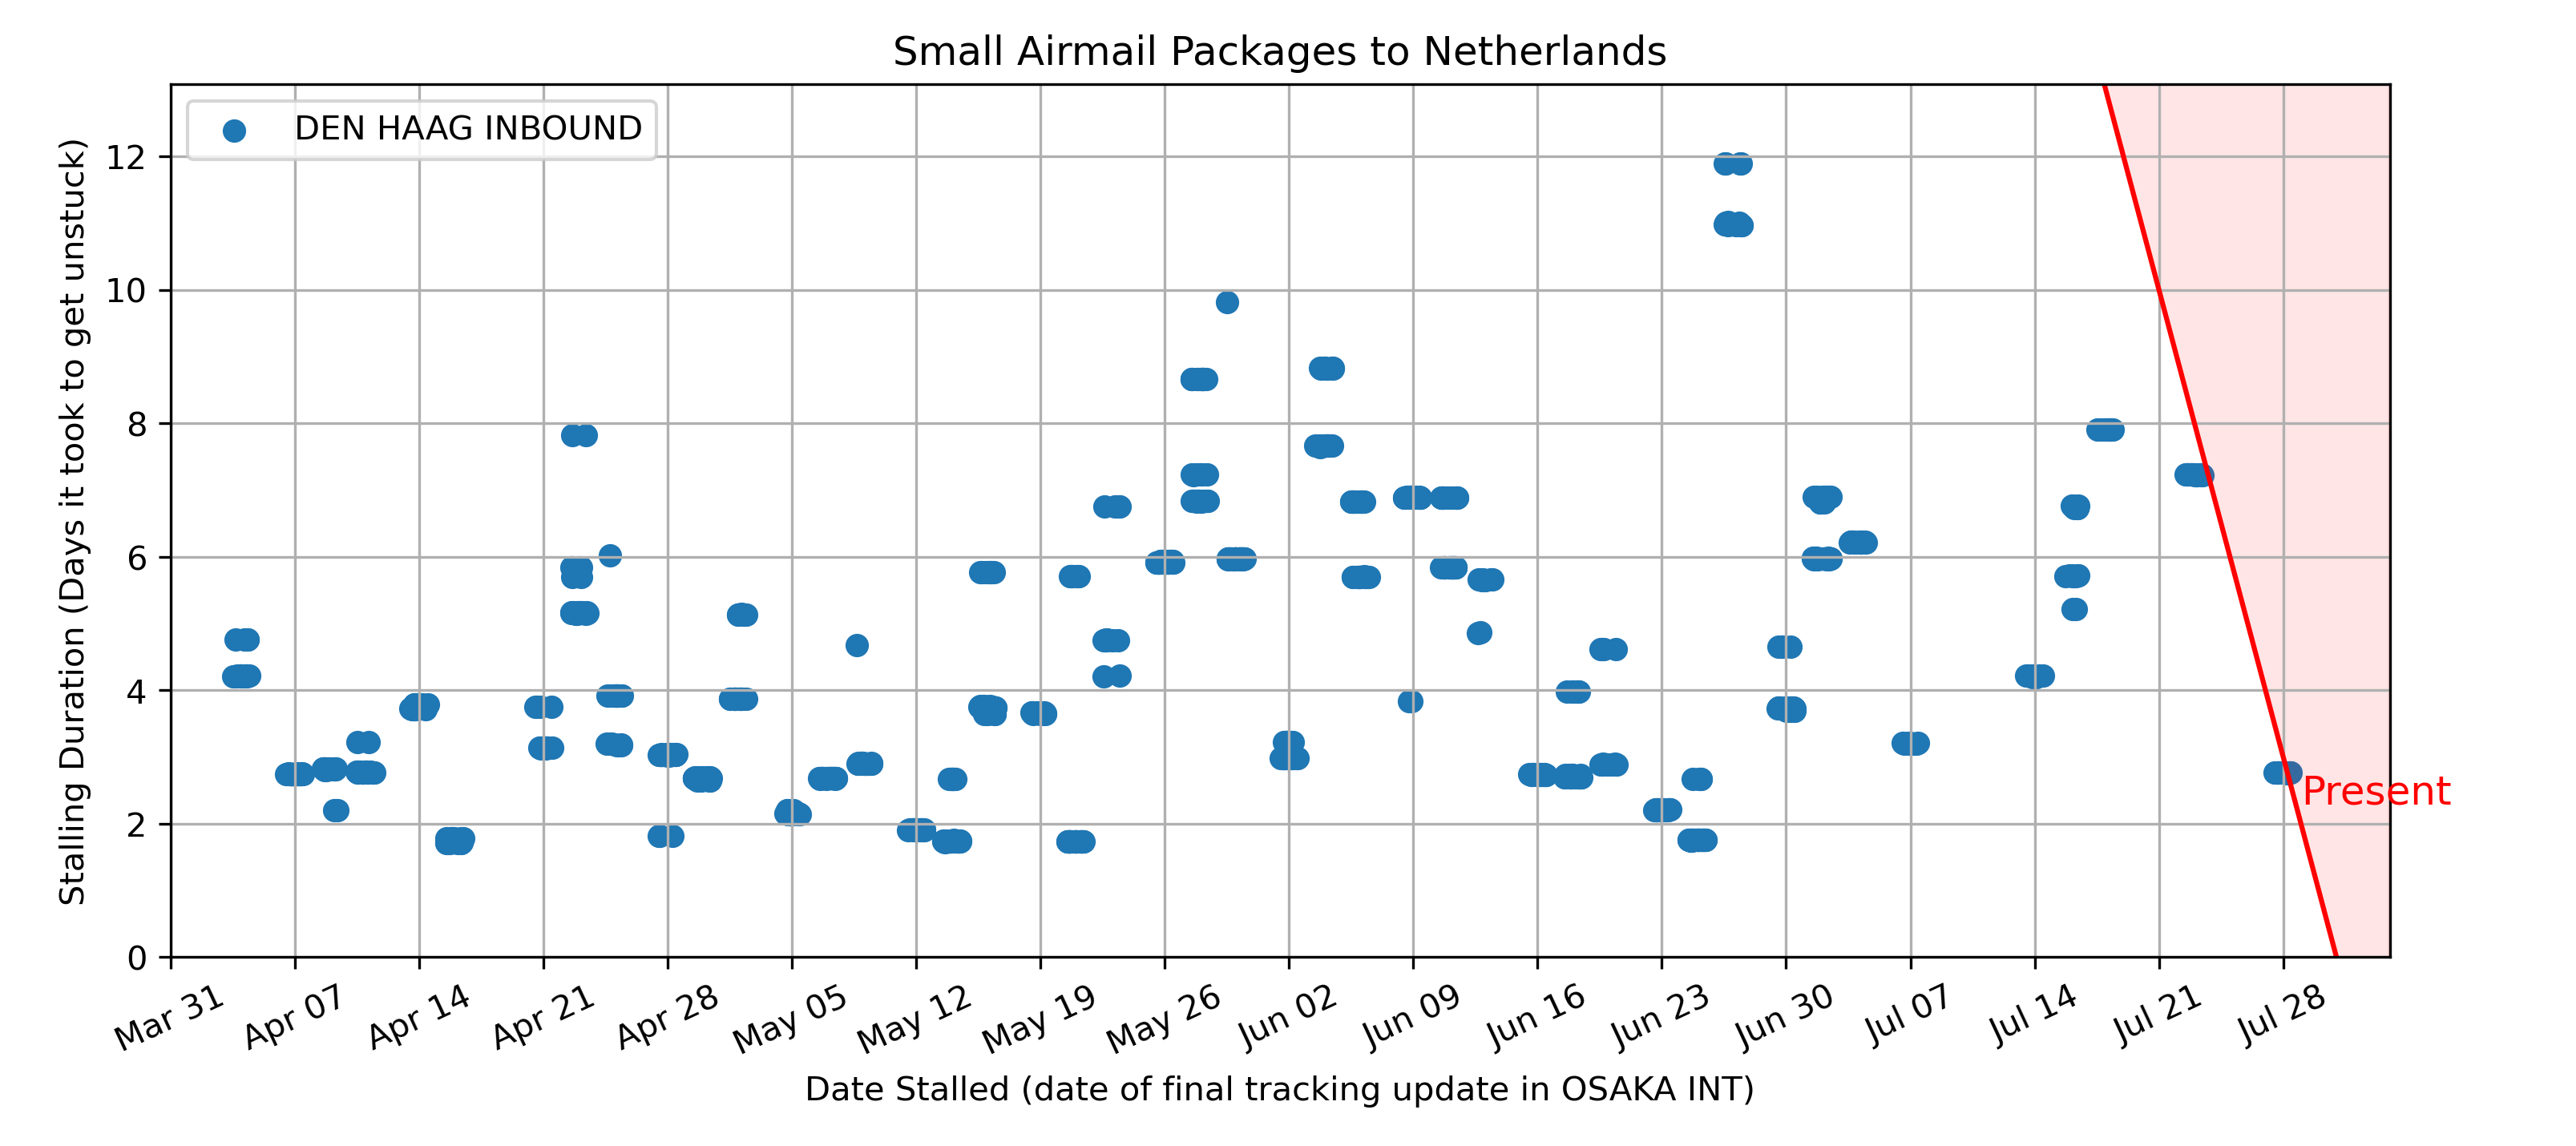 Small Airmail Packages to Netherlands
DEN HAAG INBOUND
Stalling Duration (Days it took to get unstuck)
12
10
8
6
4
2
0
Present
Mar 31 Apr 07 Apr 14 Apr 21 Apr 28 May 05 May 12 May 19 May 26 Jun 02 Jun 09 Jun 16 Jun 23 Jun 30 Jul 07 Jul 14 Jul 21 Jul 28
Date Stalled (date of final tracking update in OSAKA INT)